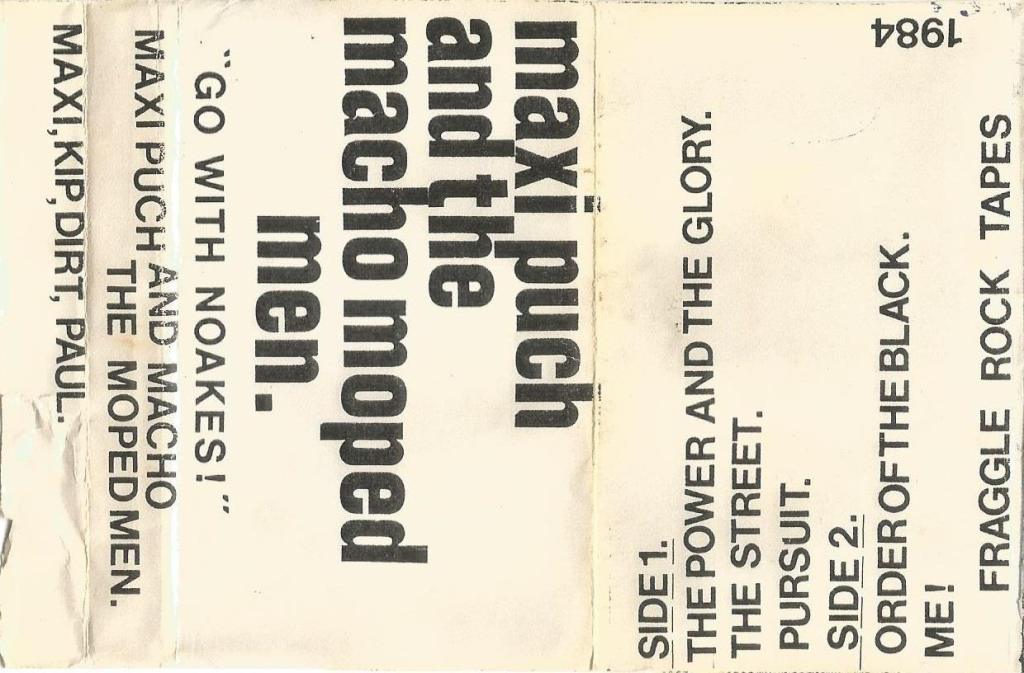 maxi puch
and the
macho moped
men.
"GO WITH NOAKES!"
MAXI PUCH AND MACHO
THE MOPED MEN.
MAXI, KIP, DIRT, PAUL.
SIDE 1.
THE POWER AND THE GLORY.
THE STREET.
PURSUIT.
SIDE 2.
ORDER OF THE BLACK.
ME!
FRAGGLE ROCK TAPES
1984